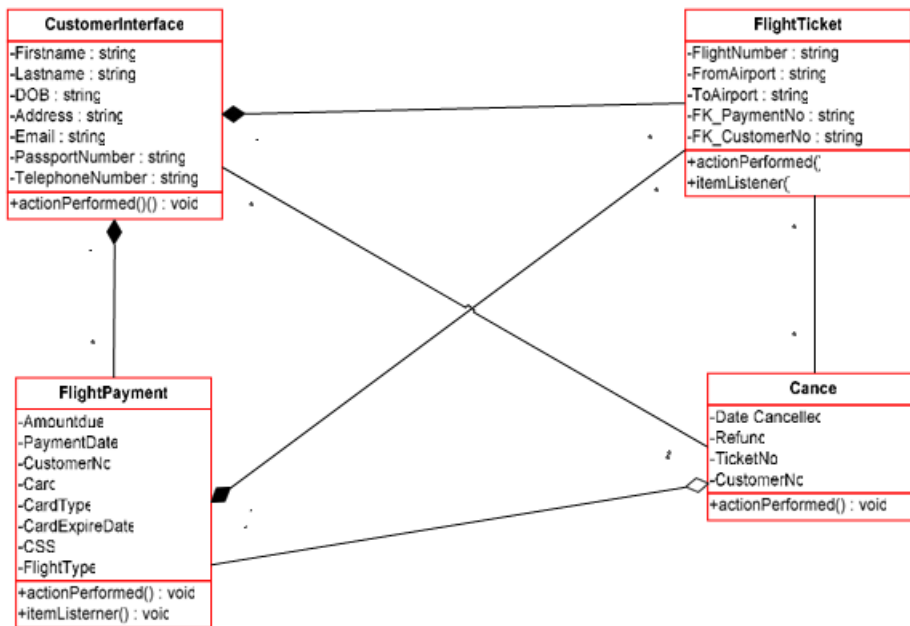 CustomerInterface
-Firstname : string
-Lastname : string
-DOB : string
-Address : string
-Email : string
-PassportNumber : string
-TelephoneNumber : string
+actionPerformed()() : void
FlightTicket
-FlightNumber : string
-FromAirport : string
-ToAirport : string
-FK_PaymentNo : string
-FK_CustomerNo : string
+actionPerformed(
+itemListener(
FlightPayment
-Amountdue
-PaymentDate
-CustomerNo
-Card
-CardType
-CardExpireDate
-CSS
-FlightType
+actionPerformed() : void
+itemListerner() : void
Cance
-Date Cancelled
-Refund
-TicketNo
-CustomerNo
+actionPerformed() : void